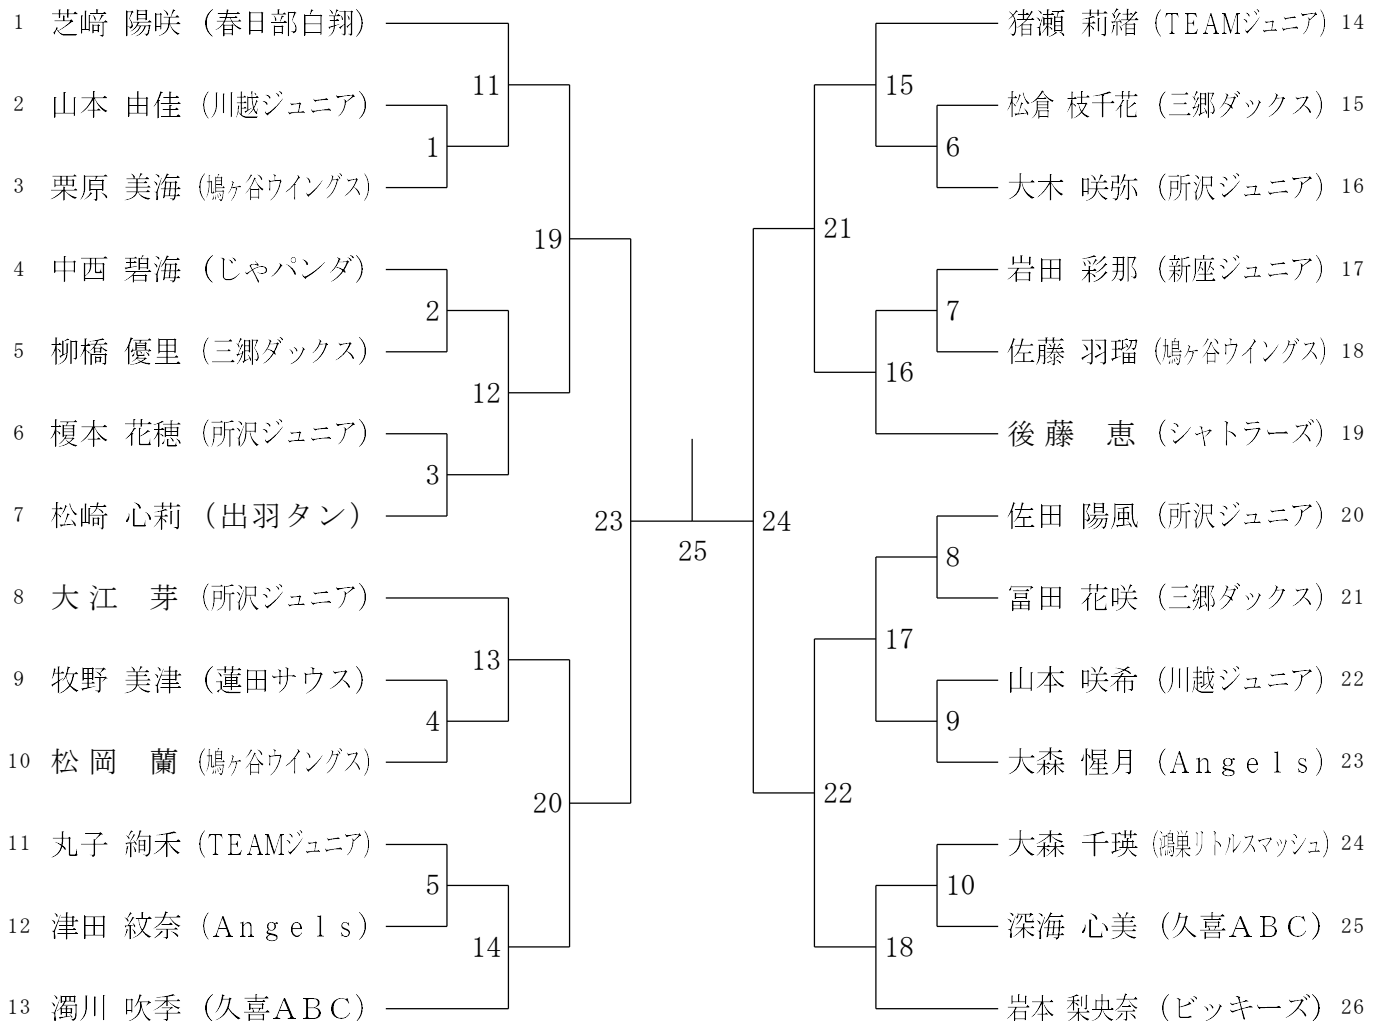 1 芝﨑 陽咲 (春日部白翔)
11
2 山本 由佳 (川越ジュニア)
1
3 栗原 美海 (鳩ヶ谷ウイングス)
19
4 中西 碧海 (じゃパンダ)
2
5 柳橋 優里 (三郷ダックス)
12
6 榎本 花穂 (所沢ジュニア)
3
7 松崎 心莉 (出羽タン)
23
8 大江 芽 (所沢ジュニア)
13
9 牧野 美津 (蓮田サウス)
4
10 松岡 蘭 (鳩ヶ谷ウイングス)
20
11 丸子 絢禾 (TEAMジュニア)
5
12 津田 紋奈 (Angels)
14
13 濁川 吹季 (久喜ABC)
25
猪瀬 莉緒 (TEAMジュニア) 14
15
松倉 枝千花 (三郷ダックス) 15
6
大木 咲弥 (所沢ジュニア) 16
21
岩田 彩那 (新座ジュニア) 17
7
佐藤 羽瑠 (鳩ヶ谷ウイングス) 18
16
後藤 恵 (シャトラーズ) 19
24
佐田 陽風 (所沢ジュニア) 20
8
冨田 花咲 (三郷ダックス) 21
17
山本 咲希 (川越ジュニア) 22
9
大森 惺月 (Angels) 23
22
大森 千瑛 (鴻巣リトルスマッシュ) 24
10
深海 心美 (久喜ABC) 25
18
岩本 梨央奈 (ビッキーズ) 26